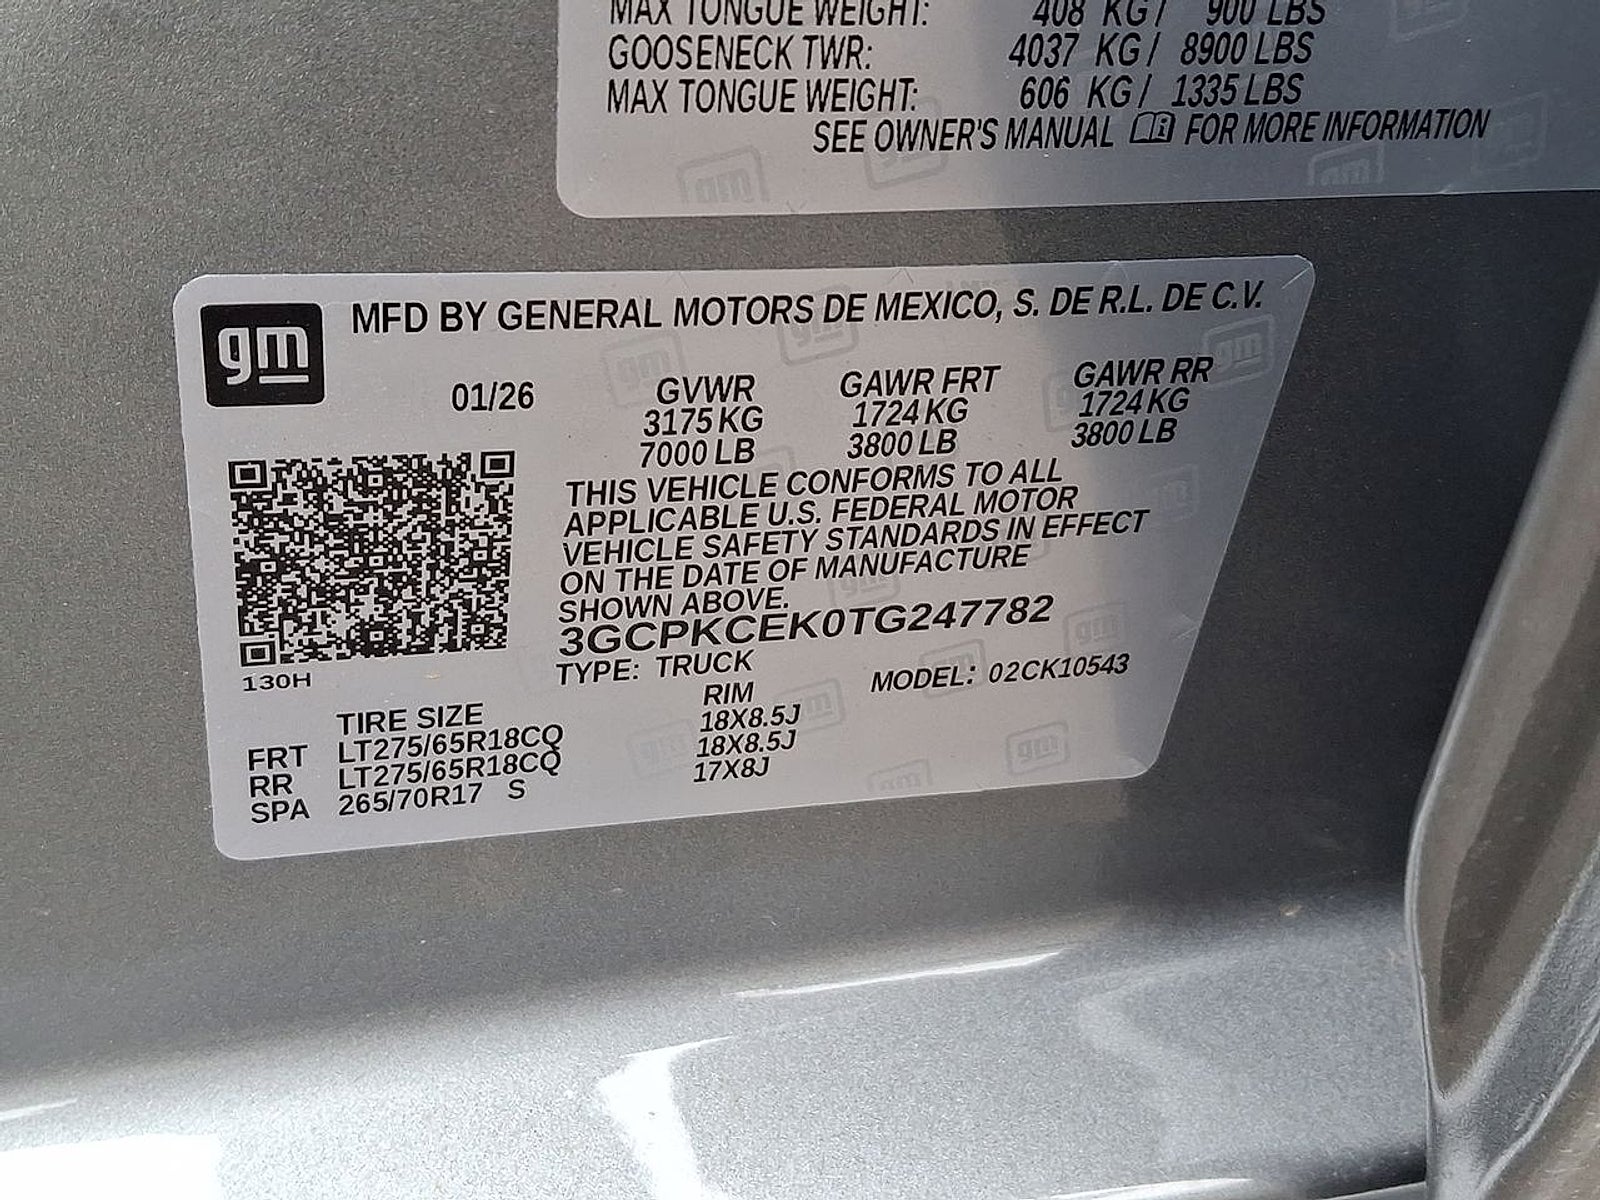 MAX TONGUE WEIGHT: 408 KG / 900 LBS
GOOSENECK TWR: 4037 KG / 8900 LBS
MAX TONGUE WEIGHT: 606 KG / 1335 LBS
SEE OWNER'S MANUAL FOR MORE INFORMATION
gm MFD BY GENERAL MOTORS DE MEXICO, S. DE R.L. DE C.V.
01/26 GVWR GAWR FRT GAWR RR
3175 KG 1724 KG 1724 KG
7000 LB 3800 LB 3800 LB
THIS VEHICLE CONFORMS TO ALL
APPLICABLE U.S. FEDERAL MOTOR
VEHICLE SAFETY STANDARDS IN EFFECT
ON THE DATE OF MANUFACTURE
SHOWN ABOVE.
3GCPKCEK0TG247782
130H TYPE: TRUCK MODEL: 02CK10543
TIRE SIZE RIM
FRT LT275/65R18CQ 18X8.5J
RR LT275/65R18CQ 18X8.5J
SPA 265/70R17 S 17X8J